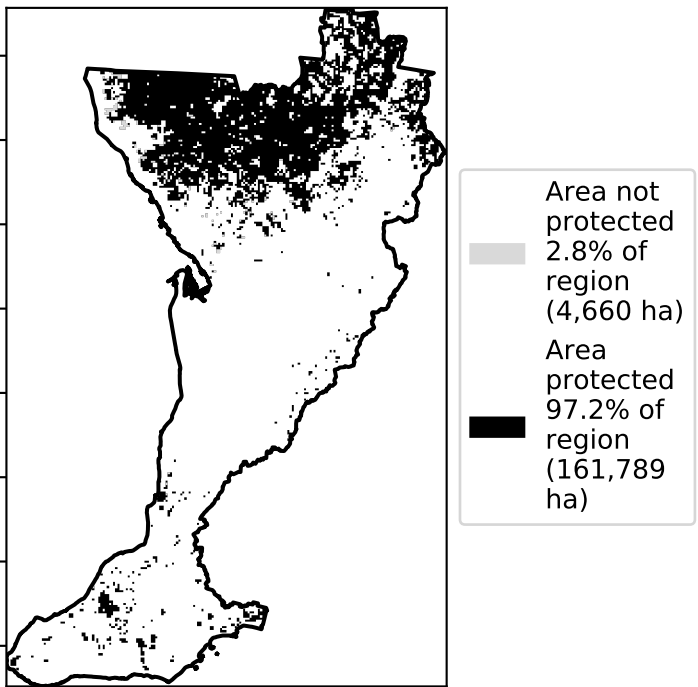 Area not
protected
2.8% of
region
(4,660 ha)
Area
protected
97.2% of
region
(161,789
ha)